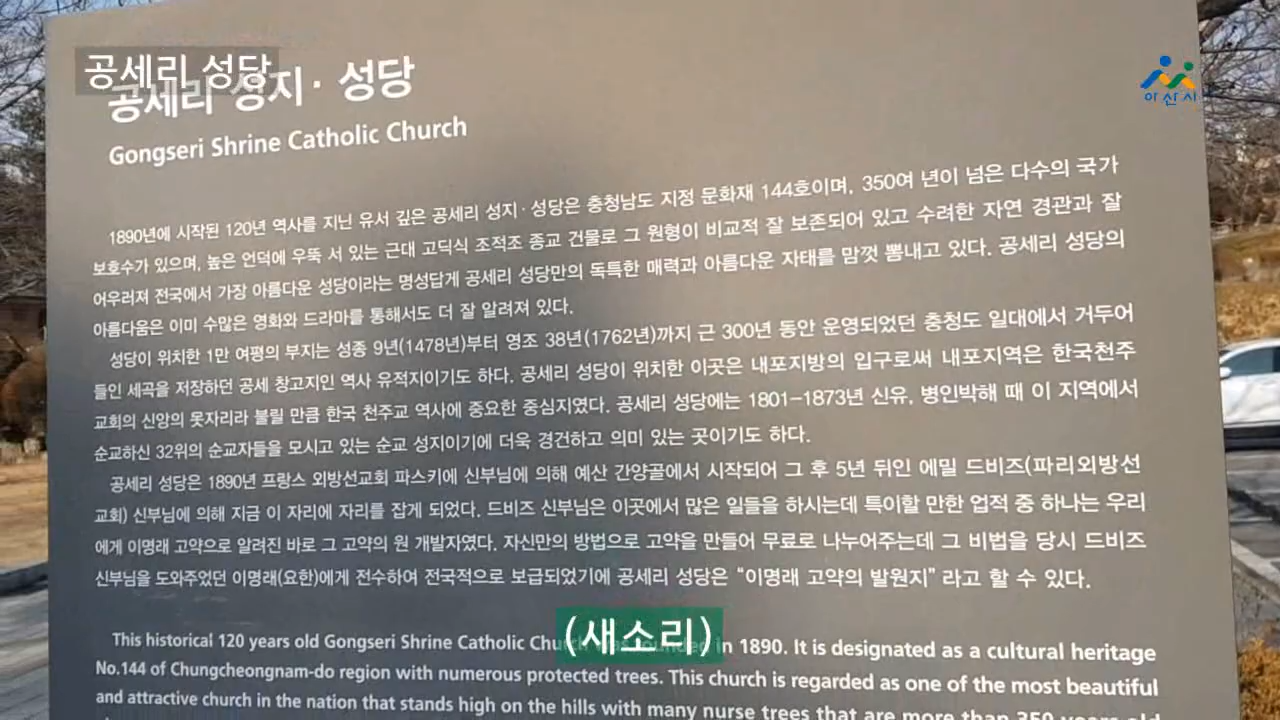 공세리 성당
아산시
공세리 성지 · 성당
Gongseri Shrine Catholic Church
1890년에 시작된 120년 역사를 지닌 유서 깊은 공세리 성지 · 성당은 충청남도 지정 문화재 144호이며, 350여 년이 넘은 다수의 국가
보호수가 있으며, 높은 언덕에 우뚝 서 있는 근대 고딕식 조적조 종교 건물로 그 원형이 비교적 잘 보존되어 있고 수려한 자연 경관과 잘
어우러져 전국에서 가장 아름다운 성당이라는 명성답게 공세리 성당만의 독특한 매력과 아름다운 자태를 맘껏 뽐내고 있다. 공세리 성당의
아름다움은 이미 수많은 영화와 드라마를 통해서도 더 잘 알려져 있다.
성당이 위치한 1만 여평의 부지는 성종 9년(1478년)부터 영조 38년(1762년)까지 근 300년 동안 운영되었던 충청도 일대에서 거두어
들인 세곡을 저장하던 공세 창고지인 역사 유적지이기도 하다. 공세리 성당이 위치한 이곳은 내포지방의 입구로써 내포지역은 한국천주
교회의 신앙의 못자리라 불릴 만큼 한국 천주교 역사에 중요한 중심지였다. 공세리 성당에는 1801-1873년 신유, 병인박해 때 이 지역에서
순교하신 32위의 순교자들을 모시고 있는 순교 성지이기에 더욱 경건하고 의미 있는 곳이기도 하다.
공세리 성당은 1890년 프랑스 외방선교회 파스키에 신부님에 의해 예산 간양골에서 시작되어 그 후 5년 뒤인 에밀 드비즈(파리외방선
교회) 신부님에 의해 지금 이 자리에 자리를 잡게 되었다. 드비즈 신부님은 이곳에서 많은 일들을 하시는데 특이할 만한 업적 중 하나는 우리
에게 이명래 고약으로 알려진 바로 그 고약의 원 개발자였다. 자신만의 방법으로 고약을 만들어 무료로 나누어주는데 그 비법을 당시 드비즈
신부님을 도와주었던 이명래(요한)에게 전수하여 전국적으로 보급되었기에 공세리 성당은 "이명래 고약의 발원지" 라고 할 수 있다.
(새소리)
This historical 120 years old Gongseri Shrine Catholic Church was founded in 1890. It is designated as a cultural heritage
No.144 of Chungcheongnam-do region with numerous protected trees. This church is regarded as one of the most beautiful
and attractive church in the nation that stands high on the hills with many nurse trees that are more than 350 years old